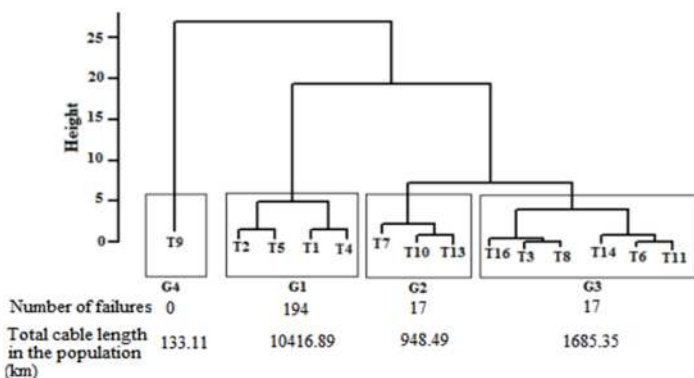 25
20
15
10
5
0
Height
T9
T2 T5 T1 T4
T7 T10 T13
T16 T3 T8 T14 T6 T11
G4 G1 G2 G3
Number of failures 0 194 17 17
Total cable length
in the population 133.11 10416.89 948.49 1685.35
(km)